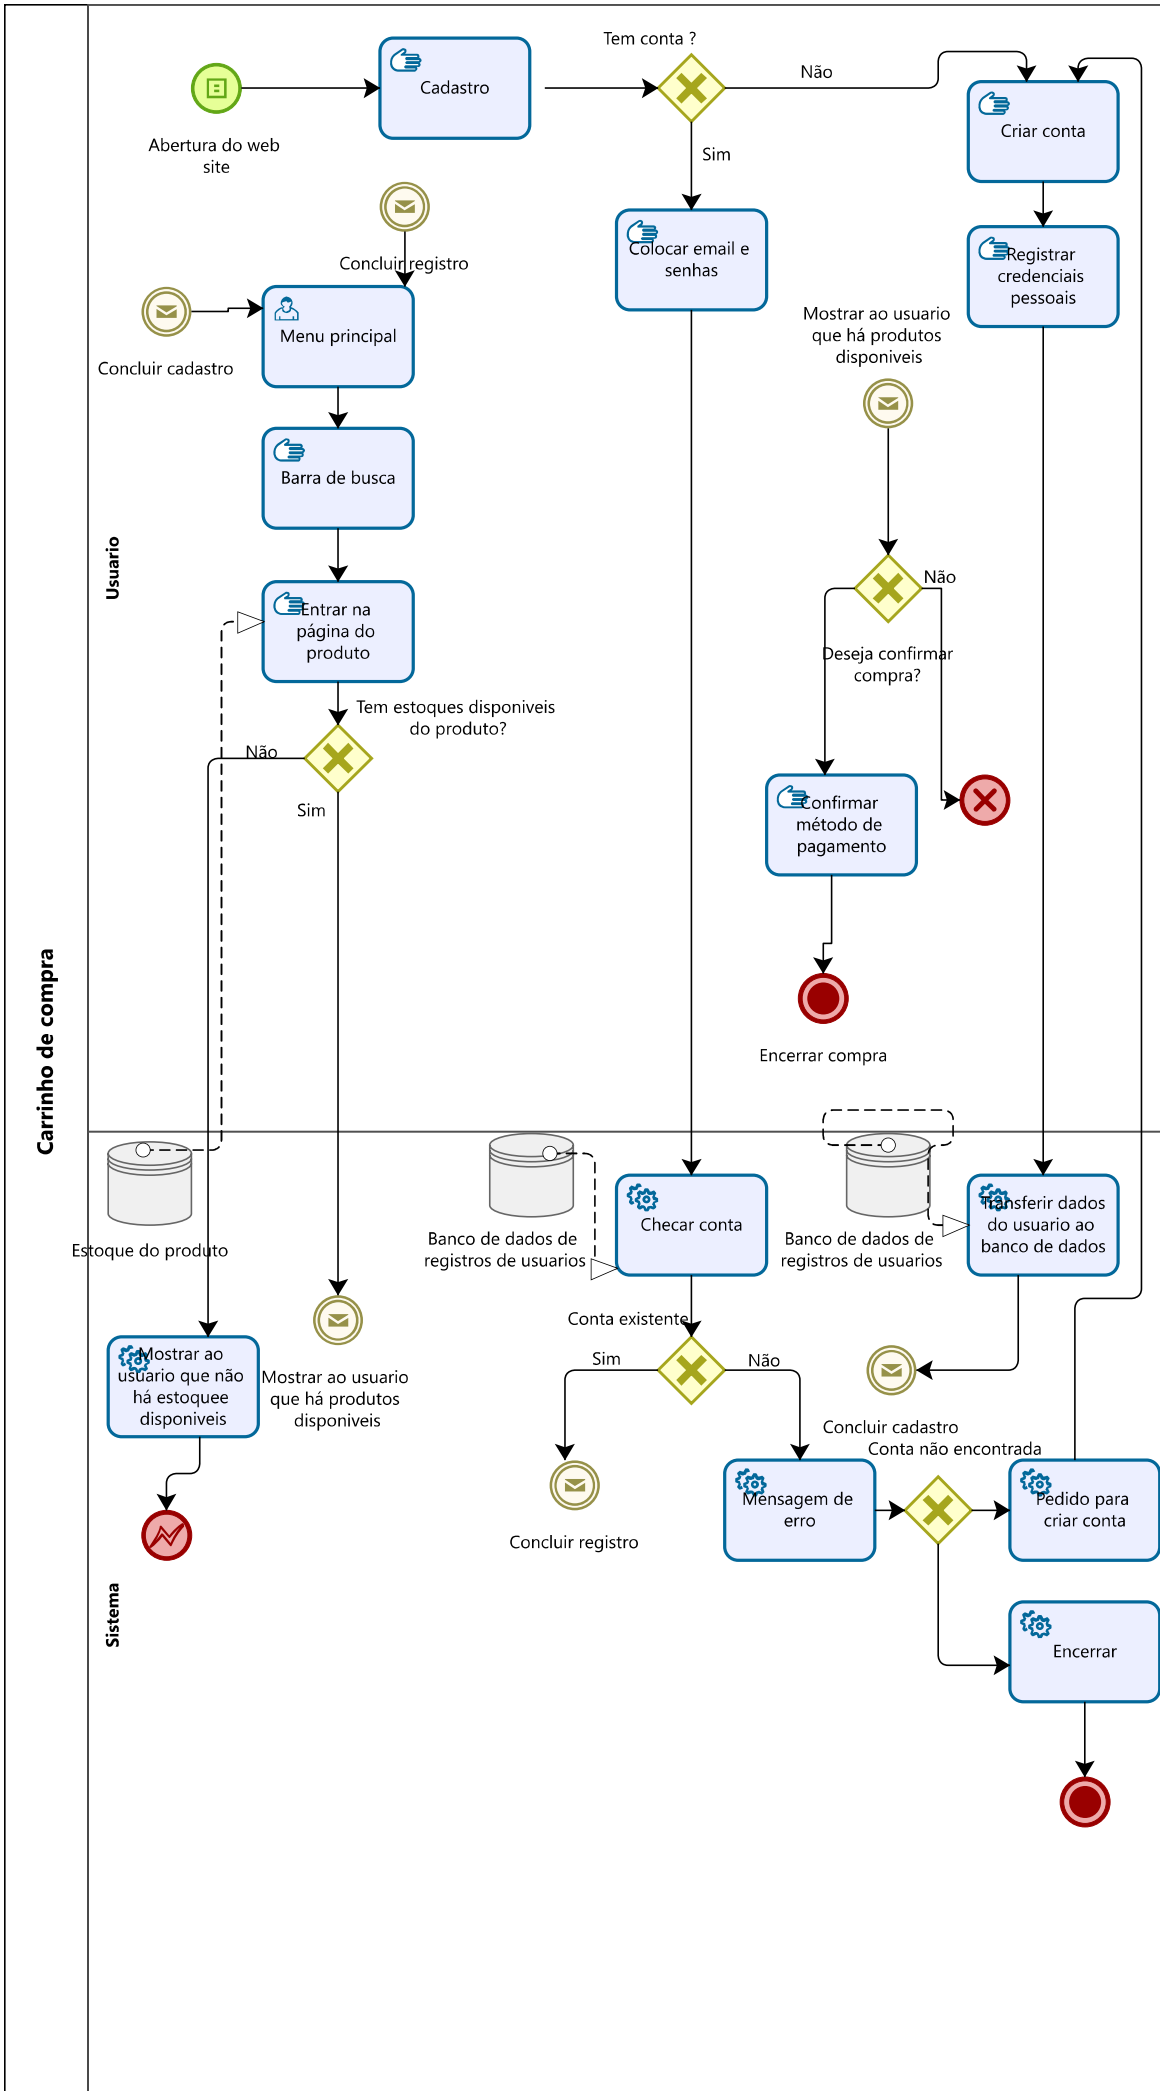 Carrinho de compra
Usuario
Abertura do web
site
Cadastro
Tem conta ?
Não
Sim
Criar conta
Concluir registro
Concluir cadastro
Menu principal
Colocar email e
senhas
Registrar
credenciais
pessoais
Mostrar ao usuario
que há produtos
disponiveis
Barra de busca
Entrar na
página do
produto
Tem estoques disponiveis
do produto?
Não
Sim
Não
Deseja confirmar
compra?
Confirmar
método de
pagamento
Encerrar compra
Sistema
Estoque do produto
Banco de dados de
registros de usuarios
Checar conta
Banco de dados de
registros de usuarios
Transferir dados
do usuario ao
banco de dados
Mostrar ao
usuario que não
há estoquee
disponiveis
Mostrar ao usuario
que há produtos
disponiveis
Conta existente
Sim
Não
Concluir cadastro
Conta não encontrada
Concluir registro
Mensagem de
erro
Pedido para
criar conta
Encerrar